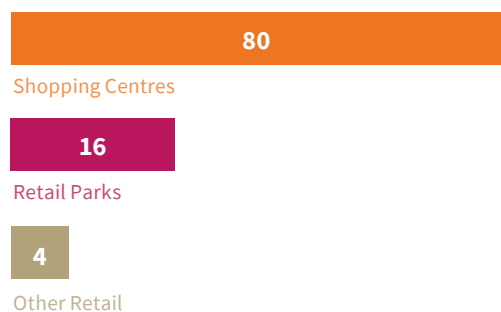 80
Shopping Centres
16
Retail Parks
4
Other Retail